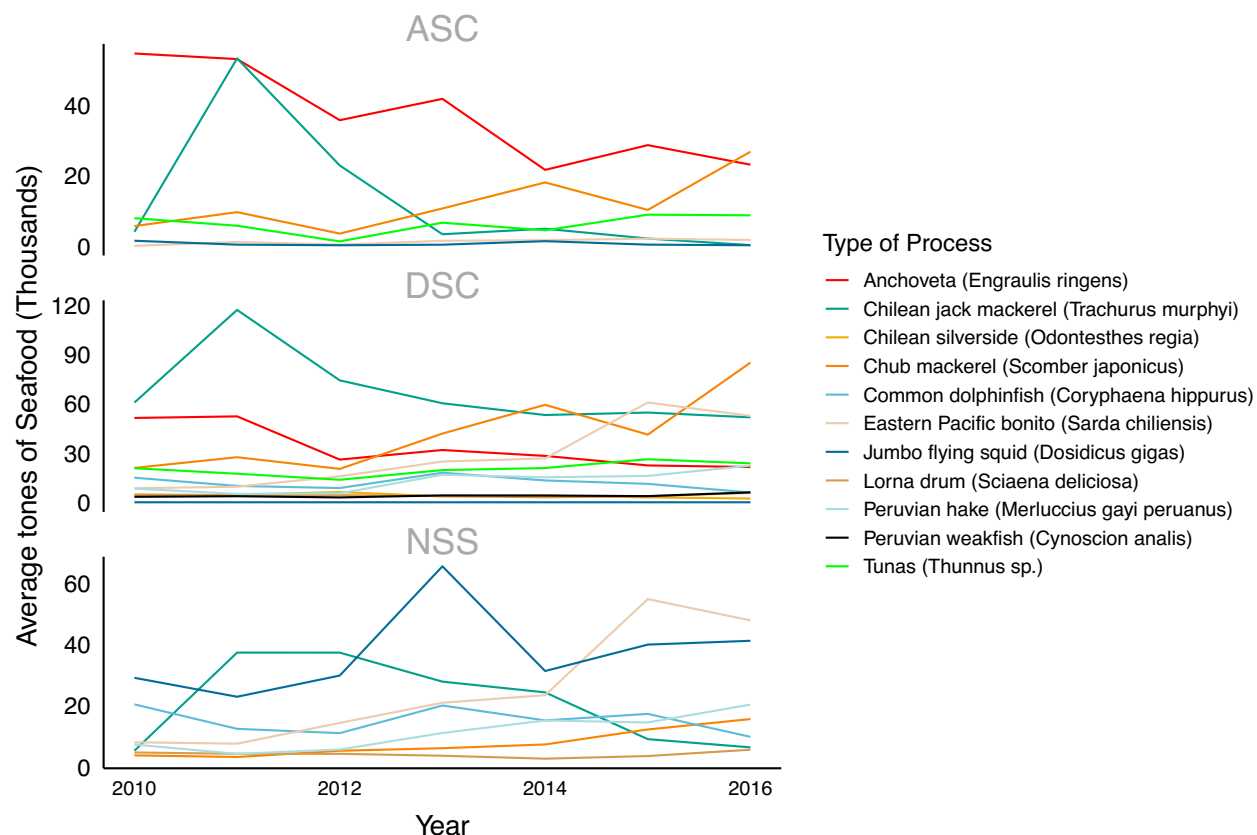 ASC
40
20
0
DSC
120
90
60
30
0
NSS
60
40
20
0
2010
2012
2014
2016
Year
Average tones of Seafood (Thousands)
Type of Process
Anchoveta (Engraulis ringens)
Chilean jack mackerel (Trachurus murphyi)
Chilean silverside (Odontesthes regia)
Chub mackerel (Scomber japonicus)
Common dolphinfish (Coryphaena hippurus)
Eastern Pacific bonito (Sarda chiliensis)
Jumbo flying squid (Dosidicus gigas)
Lorna drum (Sciaena deliciosa)
Peruvian hake (Merluccius gayi peruanus)
Peruvian weakfish (Cynoscion analis)
Tunas (Thunnus sp.)